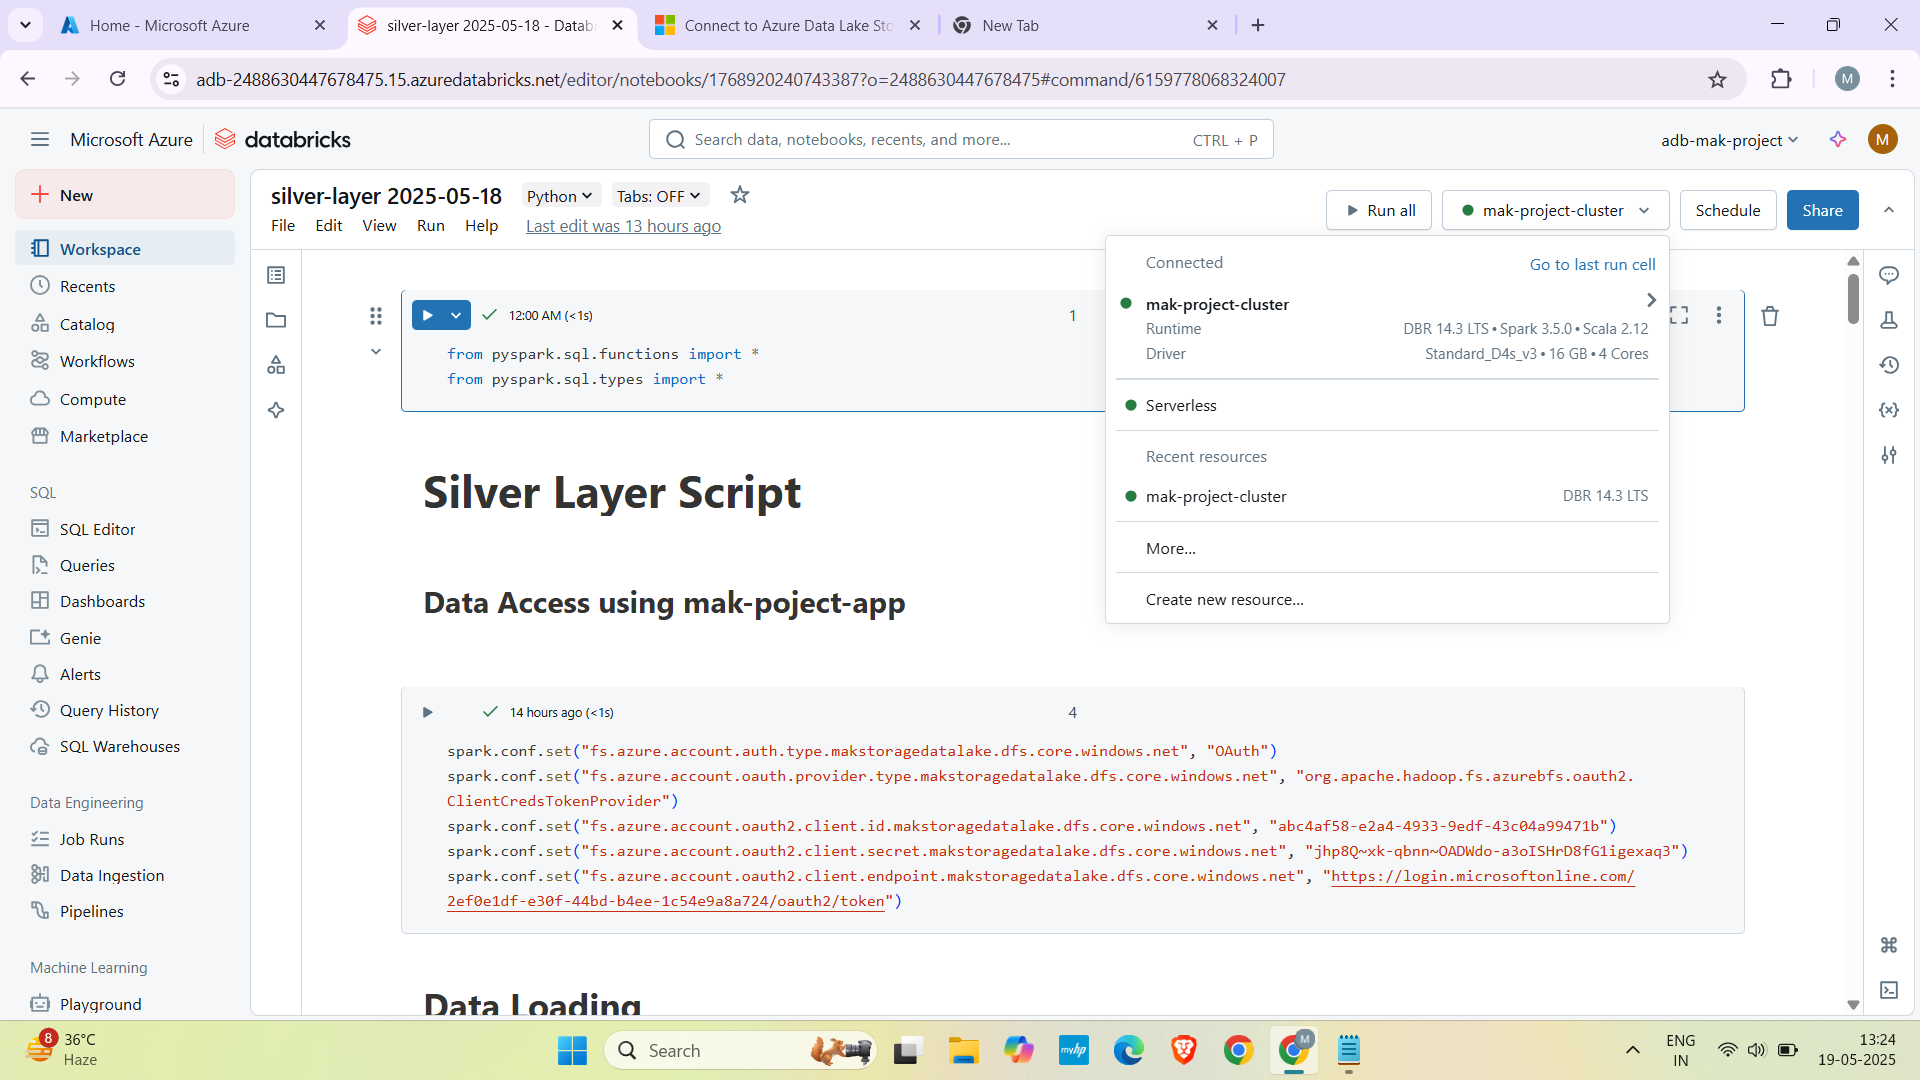 Home - Microsoft Azure
silver-layer 2025-05-18 - Datab
Connect to Azure Data Lake Sto
New Tab
adb-2488630447678475.15.azuredatabricks.net/editor/notebooks/1768920240743387?o=2488630447678475#command/6159778068324007
M
Microsoft Azure
databricks
Search data, notebooks, recents, and more...
CTRL + P
adb-mak-project
M
New
Workspace
Recents
Catalog
Workflows
Compute
Marketplace
SQL
SQL Editor
Queries
Dashboards
Genie
Alerts
Query History
SQL Warehouses
Data Engineering
Job Runs
Data Ingestion
Pipelines
Machine Learning
Playground
silver-layer 2025-05-18
Python
Tabs: OFF
File Edit View Run Help
Last edit was 13 hours ago
Run all
mak-project-cluster
Schedule
Share
Connected
Go to last run cell
mak-project-cluster
Runtime
DBR 14.3 LTS • Spark 3.5.0 • Scala 2.12
Driver
Standard_D4s_v3 • 16 GB • 4 Cores
Serverless
Recent resources
mak-project-cluster
DBR 14.3 LTS
More...
Create new resource...
12:00 AM (<1s)
1
from pyspark.sql.functions import *
from pyspark.sql.types import *
Silver Layer Script
Data Access using mak-poject-app
14 hours ago (<1s)
4
spark.conf.set("fs.azure.account.auth.type.makstoragedatalake.dfs.core.windows.net", "OAuth")
spark.conf.set("fs.azure.account.oauth.provider.type.makstoragedatalake.dfs.core.windows.net", "org.apache.hadoop.fs.azurebfs.oauth2.
ClientCredsTokenProvider")
spark.conf.set("fs.azure.account.oauth2.client.id.makstoragedatalake.dfs.core.windows.net", "abc4af58-e2a4-4933-9edf-43c04a99471b")
spark.conf.set("fs.azure.account.oauth2.client.secret.makstoragedatalake.dfs.core.windows.net", "jhp8Q~xk-qbnn~OADWdo-a3oISHrD8fG1igexaq3")
spark.conf.set("fs.azure.account.oauth2.client.endpoint.makstoragedatalake.dfs.core.windows.net", "https://login.microsoftonline.com/
2ef0e1df-e30f-44bd-b4ee-1c54e9a8a724/oauth2/token")
Data Loading
8
36°C
Haze
Search
myhp
M
ENG
IN
13:24
19-05-2025